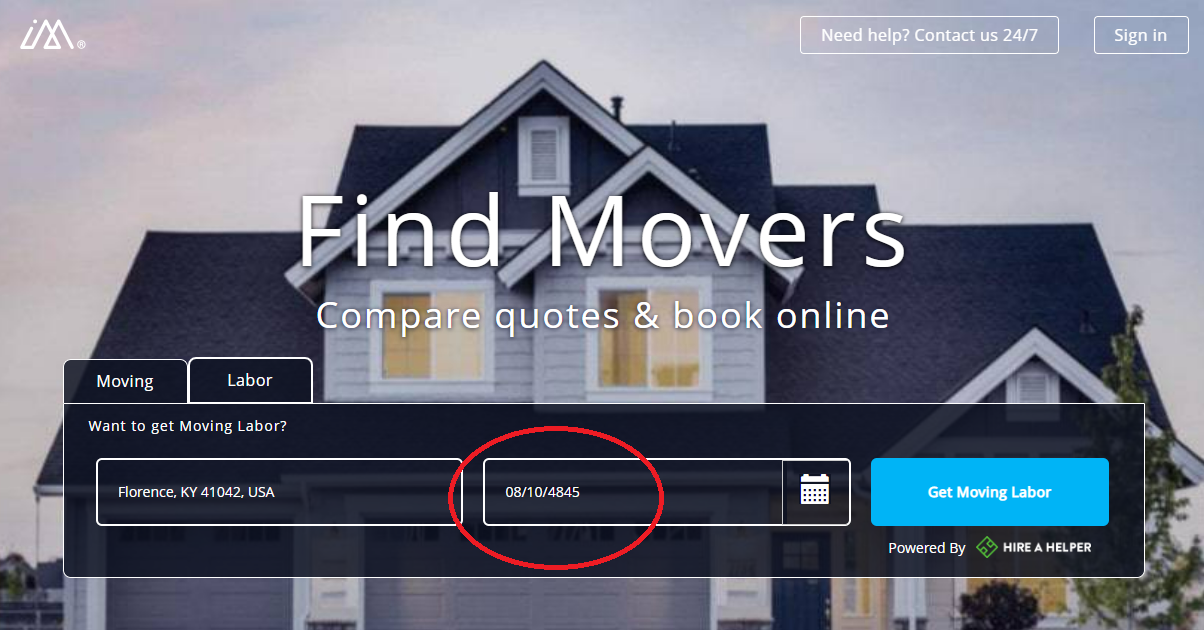 iM®
Need help? Contact us 24/7
Sign in
Find Movers
Compare quotes & book online
Moving
Labor
Want to get Moving Labor?
Florence, KY 41042, USA
08/10/4845
Get Moving Labor
Powered By HIRE A HELPER